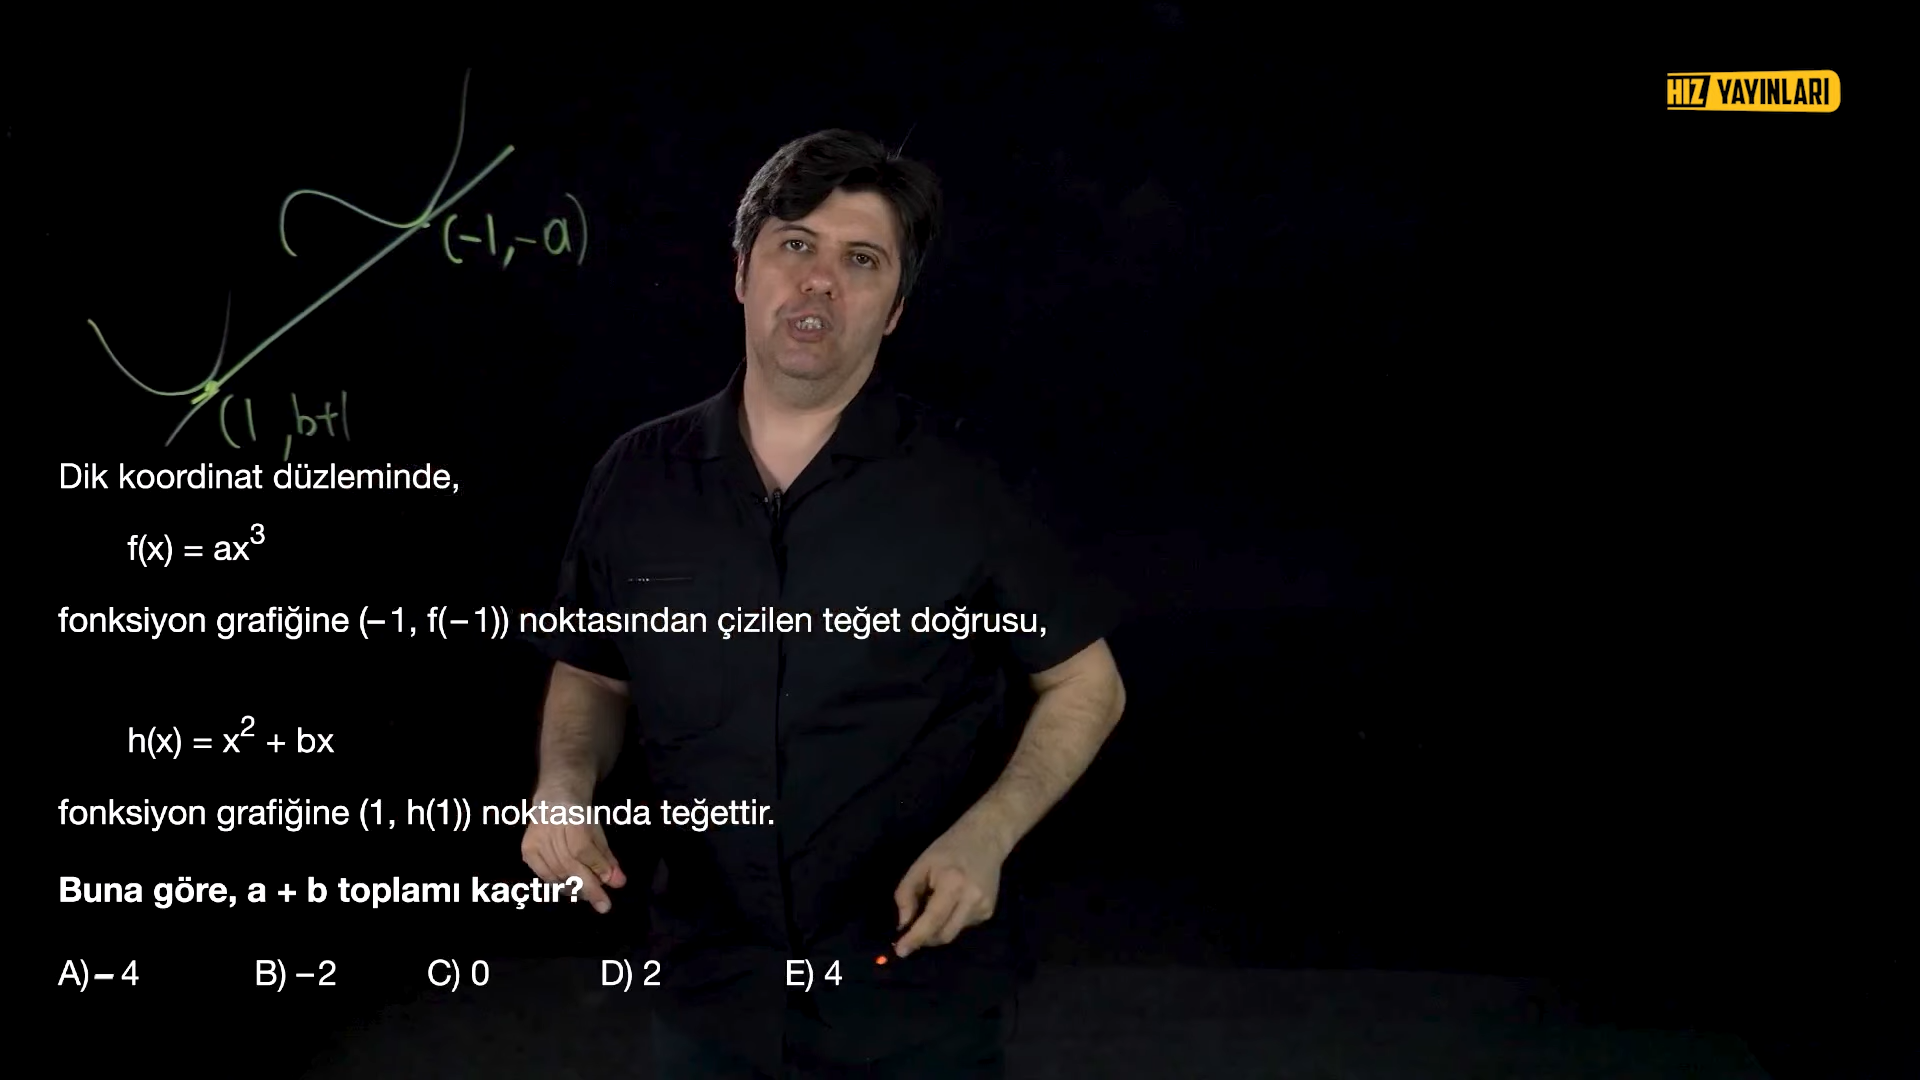 HIZ YAYINLARI
(-1,-a)
(1,b+1
Dik koordinat düzleminde,
f(x) = ax³
fonksiyon grafiğine (–1, f(–1)) noktasından çizilen teğet doğrusu,
h(x) = x² + bx
fonksiyon grafiğine (1, h(1)) noktasında teğettir.
Buna göre, a + b toplamı kaçtır?
A) – 4 B) –2 C) 0 D) 2 E) 4